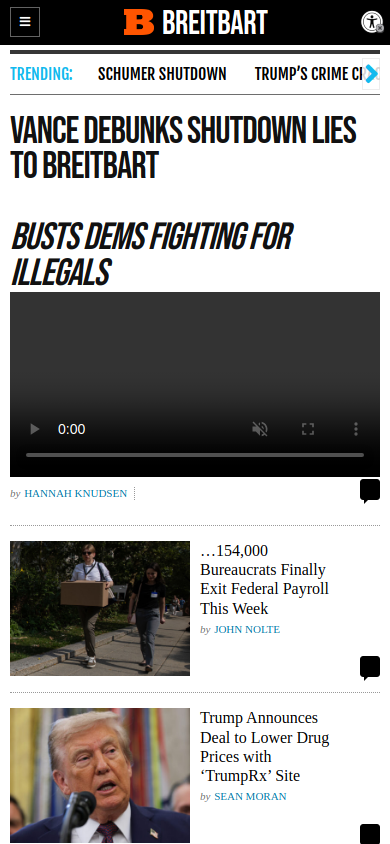 B BREITBART
TRENDING:
SCHUMER SHUTDOWN
TRUMP'S CRIME
VANCE DEBUNKS SHUTDOWN LIES
TO BREITBART
BUSTS DEMS FIGHTING FOR
ILLEGALS
0:00
by HANNAH KNUDSEN
…154,000
Bureaucrats Finally
Exit Federal Payroll
This Week
by JOHN NOLTE
Trump Announces
Deal to Lower Drug
Prices with
‘TrumpRx’ Site
by SEAN MORAN